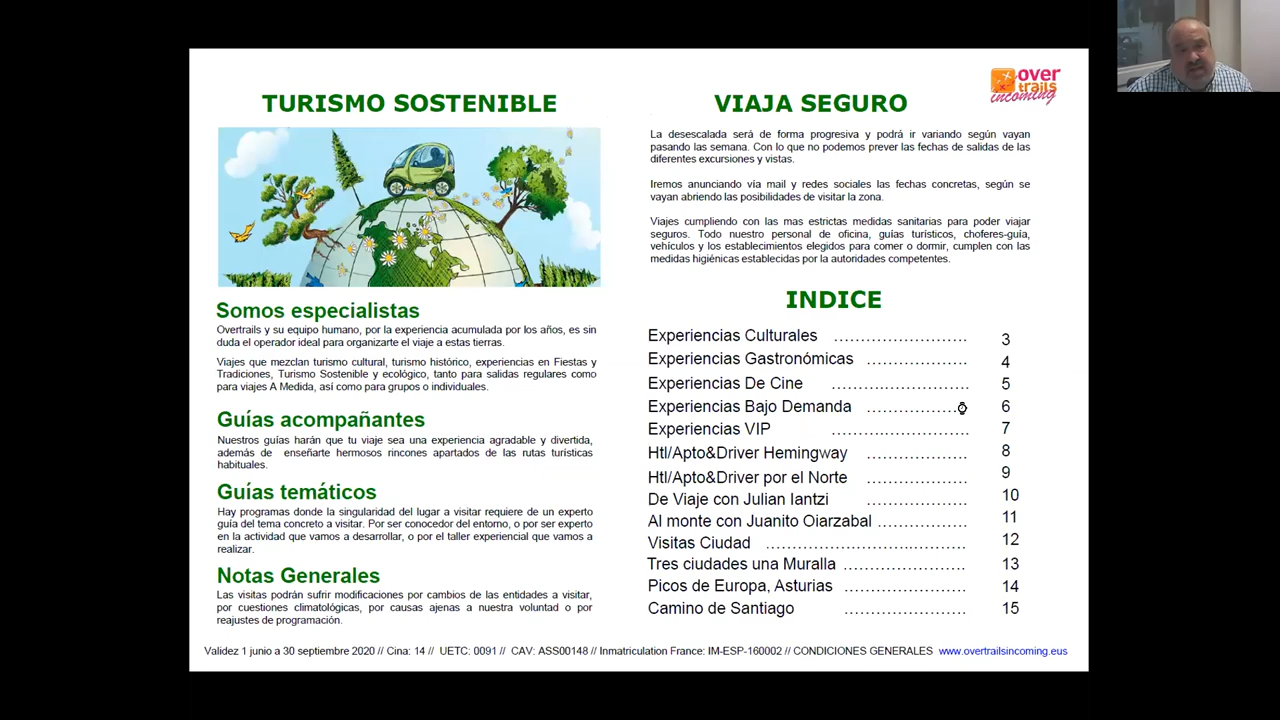 TURISMO SOSTENIBLE
Somos especialistas
Overtrails y su equipo humano, por la experiencia acumulada por los años, es sin
duda el operador ideal para organizarte el viaje a estas tierras.
Viajes que mezclan turismo cultural, turismo histórico, experiencias en Fiestas y
Tradiciones, Turismo Sostenible y ecológico, tanto para salidas regulares como
para viajes A Medida, así como para grupos o individuales.
Guías acompañantes
Nuestros guías harán que tu viaje sea una experiencia agradable y divertida,
además de enseñarte hermosos rincones apartados de las rutas turísticas
habituales.
Guías temáticos
Hay programas donde la singularidad del lugar a visitar requiere de un experto
guía del tema concreto a visitar. Por ser conocedor del entorno, o por ser experto
en la actividad que vamos a desarrollar, o por el taller experiencial que vamos a
realizar.
Notas Generales
Las visitas podrán sufrir modificaciones por cambios de las entidades a visitar,
por cuestiones climatológicas, por causas ajenas a nuestra voluntad o por
reajustes de programación.
over
trails
incoming
VIAJA SEGURO
La desescalada será de forma progresiva y podrá ir variando según vayan
pasando las semana. Con lo que no podemos prever las fechas de salidas de las
diferentes excursiones y vistas.
Iremos anunciando vía mail y redes sociales las fechas concretas, según se
vayan abriendo las posibilidades de visitar la zona.
Viajes cumpliendo con las mas estrictas medidas sanitarias para poder viajar
seguros. Todo nuestro personal de oficina, guías turísticos, choferes-guía,
vehículos y los establecimientos elegidos para comer o dormir, cumplen con las
medidas higiénicas establecidas por la autoridades competentes.
INDICE
Experiencias Culturales ......................... 3
Experiencias Gastronómicas ................... 4
Experiencias De Cine .......................... 5
Experiencias Bajo Demanda ................. 6
Experiencias VIP .......................... 7
Htl/Apto&Driver Hemingway ................... 8
Htl/Apto&Driver por el Norte ................... 9
De Viaje con Julian Iantzi ................... 10
Al monte con Juanito Oiarzabal ................. 11
Visitas Ciudad ...................................... 12
Tres ciudades una Muralla ....................... 13
Picos de Europa, Asturias ....................... 14
Camino de Santiago ....................... 15
Validez 1 junio a 30 septiembre 2020 // Cina: 14 // UETC: 0091 // CAV: ASS00148 // Inmatriculation France: IM-ESP-160002 // CONDICIONES GENERALES www.overtrailsincoming.eus